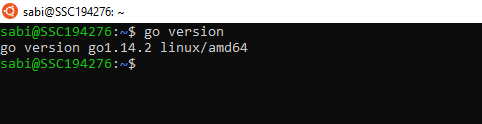 sabi@SSC194276: ~
sabi@SSC194276:~$ go version
go version go1.14.2 linux/amd64
sabi@SSC194276:~$